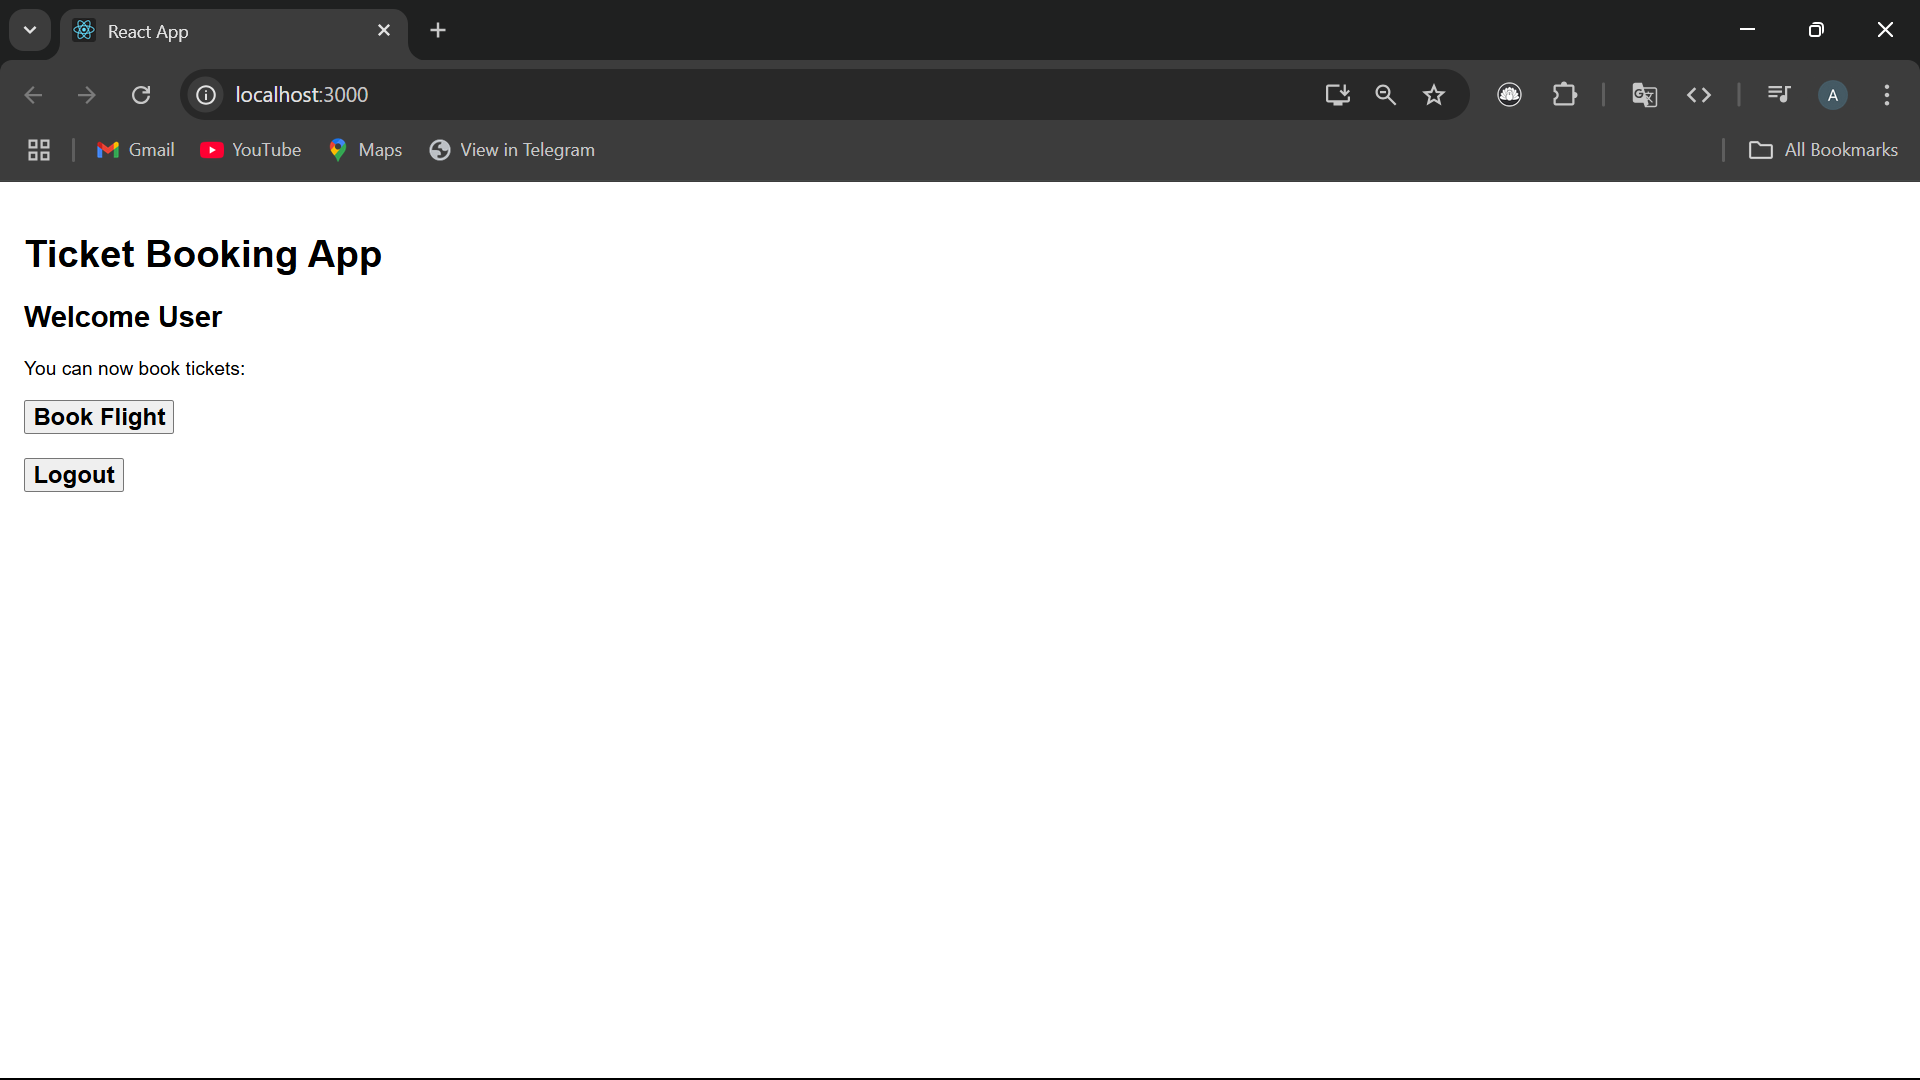 React App
localhost:3000
A
Gmail
YouTube
Maps
View in Telegram
All Bookmarks
Ticket Booking App
Welcome User
You can now book tickets:
Book Flight
Logout